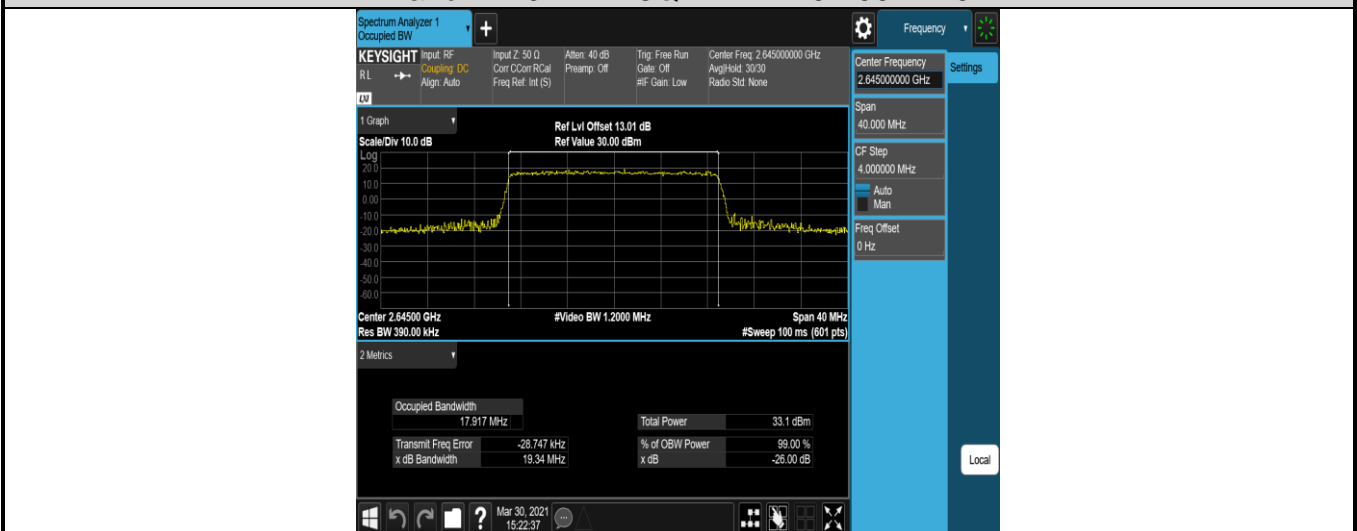 Spectrum Analyzer 1
Occupied BW
+
Frequency
KEYSIGHT
Input: RF
Coupling: DC
Align: Auto
Input Z: 50 Ω
Corr CCorr RCal
Freq Ref: Int (S)
Atten: 40 dB
Preamp: Off
Trig: Free Run
Gate: Off
#IF Gain: Low
Center Freq: 2.645000000 GHz
Avg|Hold: 30/30
Radio Std: None
RL
LXI
Center Frequency
2.645000000 GHz
Settings
Span
40.000 MHz
CF Step
4.000000 MHz
Auto
Man
Freq Offset
0 Hz
Local
1 Graph
Ref Lvl Offset 13.01 dB
Scale/Div 10.0 dB
Ref Value 30.00 dBm
Log
20.0
10.0
0.00
-10.0
-20.0
-30.0
-40.0
-50.0
-60.0
Center 2.64500 GHz
#Video BW 1.2000 MHz
Span 40 MHz
Res BW 390.00 kHz
#Sweep 100 ms (601 pts)
2 Metrics
Occupied Bandwidth
17.917 MHz
Total Power 33.1 dBm
Transmit Freq Error -28.747 kHz
% of OBW Power 99.00 %
x dB Bandwidth 19.34 MHz
x dB -26.00 dB
?
Mar 30, 2021
15:22:37